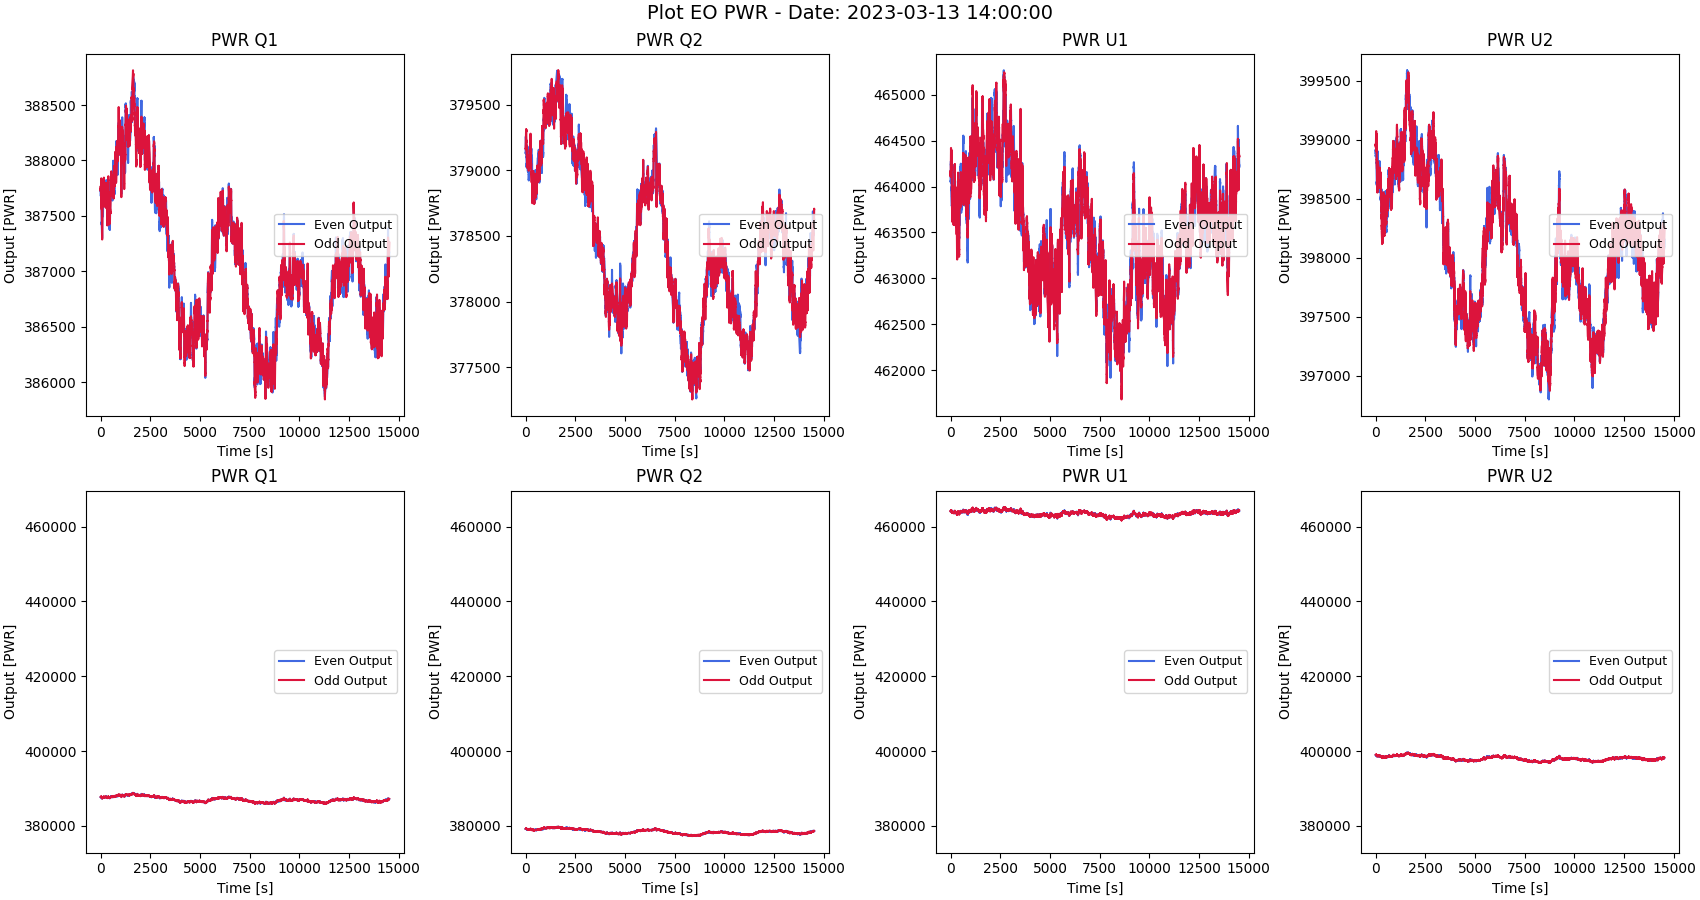 Plot EO PWR - Date: 2023-03-13 14:00:00
PWR Q1
Output [PWR]
388500
388000
387500
387000
386500
386000
0 2500 5000 7500 10000 12500 15000
Time [s]
Even Output
Odd Output
PWR Q2
Output [PWR]
379500
379000
378500
378000
377500
0 2500 5000 7500 10000 12500 15000
Time [s]
Even Output
Odd Output
PWR U1
Output [PWR]
465000
464500
464000
463500
463000
462500
462000
0 2500 5000 7500 10000 12500 15000
Time [s]
Even Output
Odd Output
PWR U2
Output [PWR]
399500
399000
398500
398000
397500
397000
0 2500 5000 7500 10000 12500 15000
Time [s]
Even Output
Odd Output
PWR Q1
Output [PWR]
460000
440000
420000
400000
380000
0 2500 5000 7500 10000 12500 15000
Time [s]
Even Output
Odd Output
PWR Q2
Output [PWR]
460000
440000
420000
400000
380000
0 2500 5000 7500 10000 12500 15000
Time [s]
Even Output
Odd Output
PWR U1
Output [PWR]
460000
440000
420000
400000
380000
0 2500 5000 7500 10000 12500 15000
Time [s]
Even Output
Odd Output
PWR U2
Output [PWR]
460000
440000
420000
400000
380000
0 2500 5000 7500 10000 12500 15000
Time [s]
Even Output
Odd Output